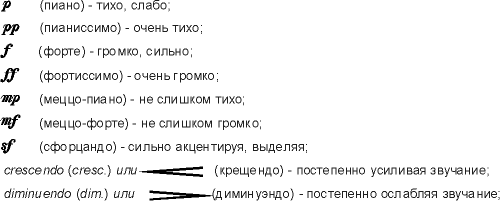 p (пиано) - тихо, слабо;
pp (пианиссимо) - очень тихо;
f (форте) - громко, сильно;
ff (фортиссимо) - очень громко;
mp (меццо-пиано) - не слишком тихо;
mf (меццо-форте) - не слишком громко;
sf (сфорцандо) - сильно акцентируя, выделяя;
crescendo (cresc.) или (крещендо) - постепенно усиливая звучание;
diminuendo (dim.) или (диминуэндо) - постепенно ослабляя звучание;